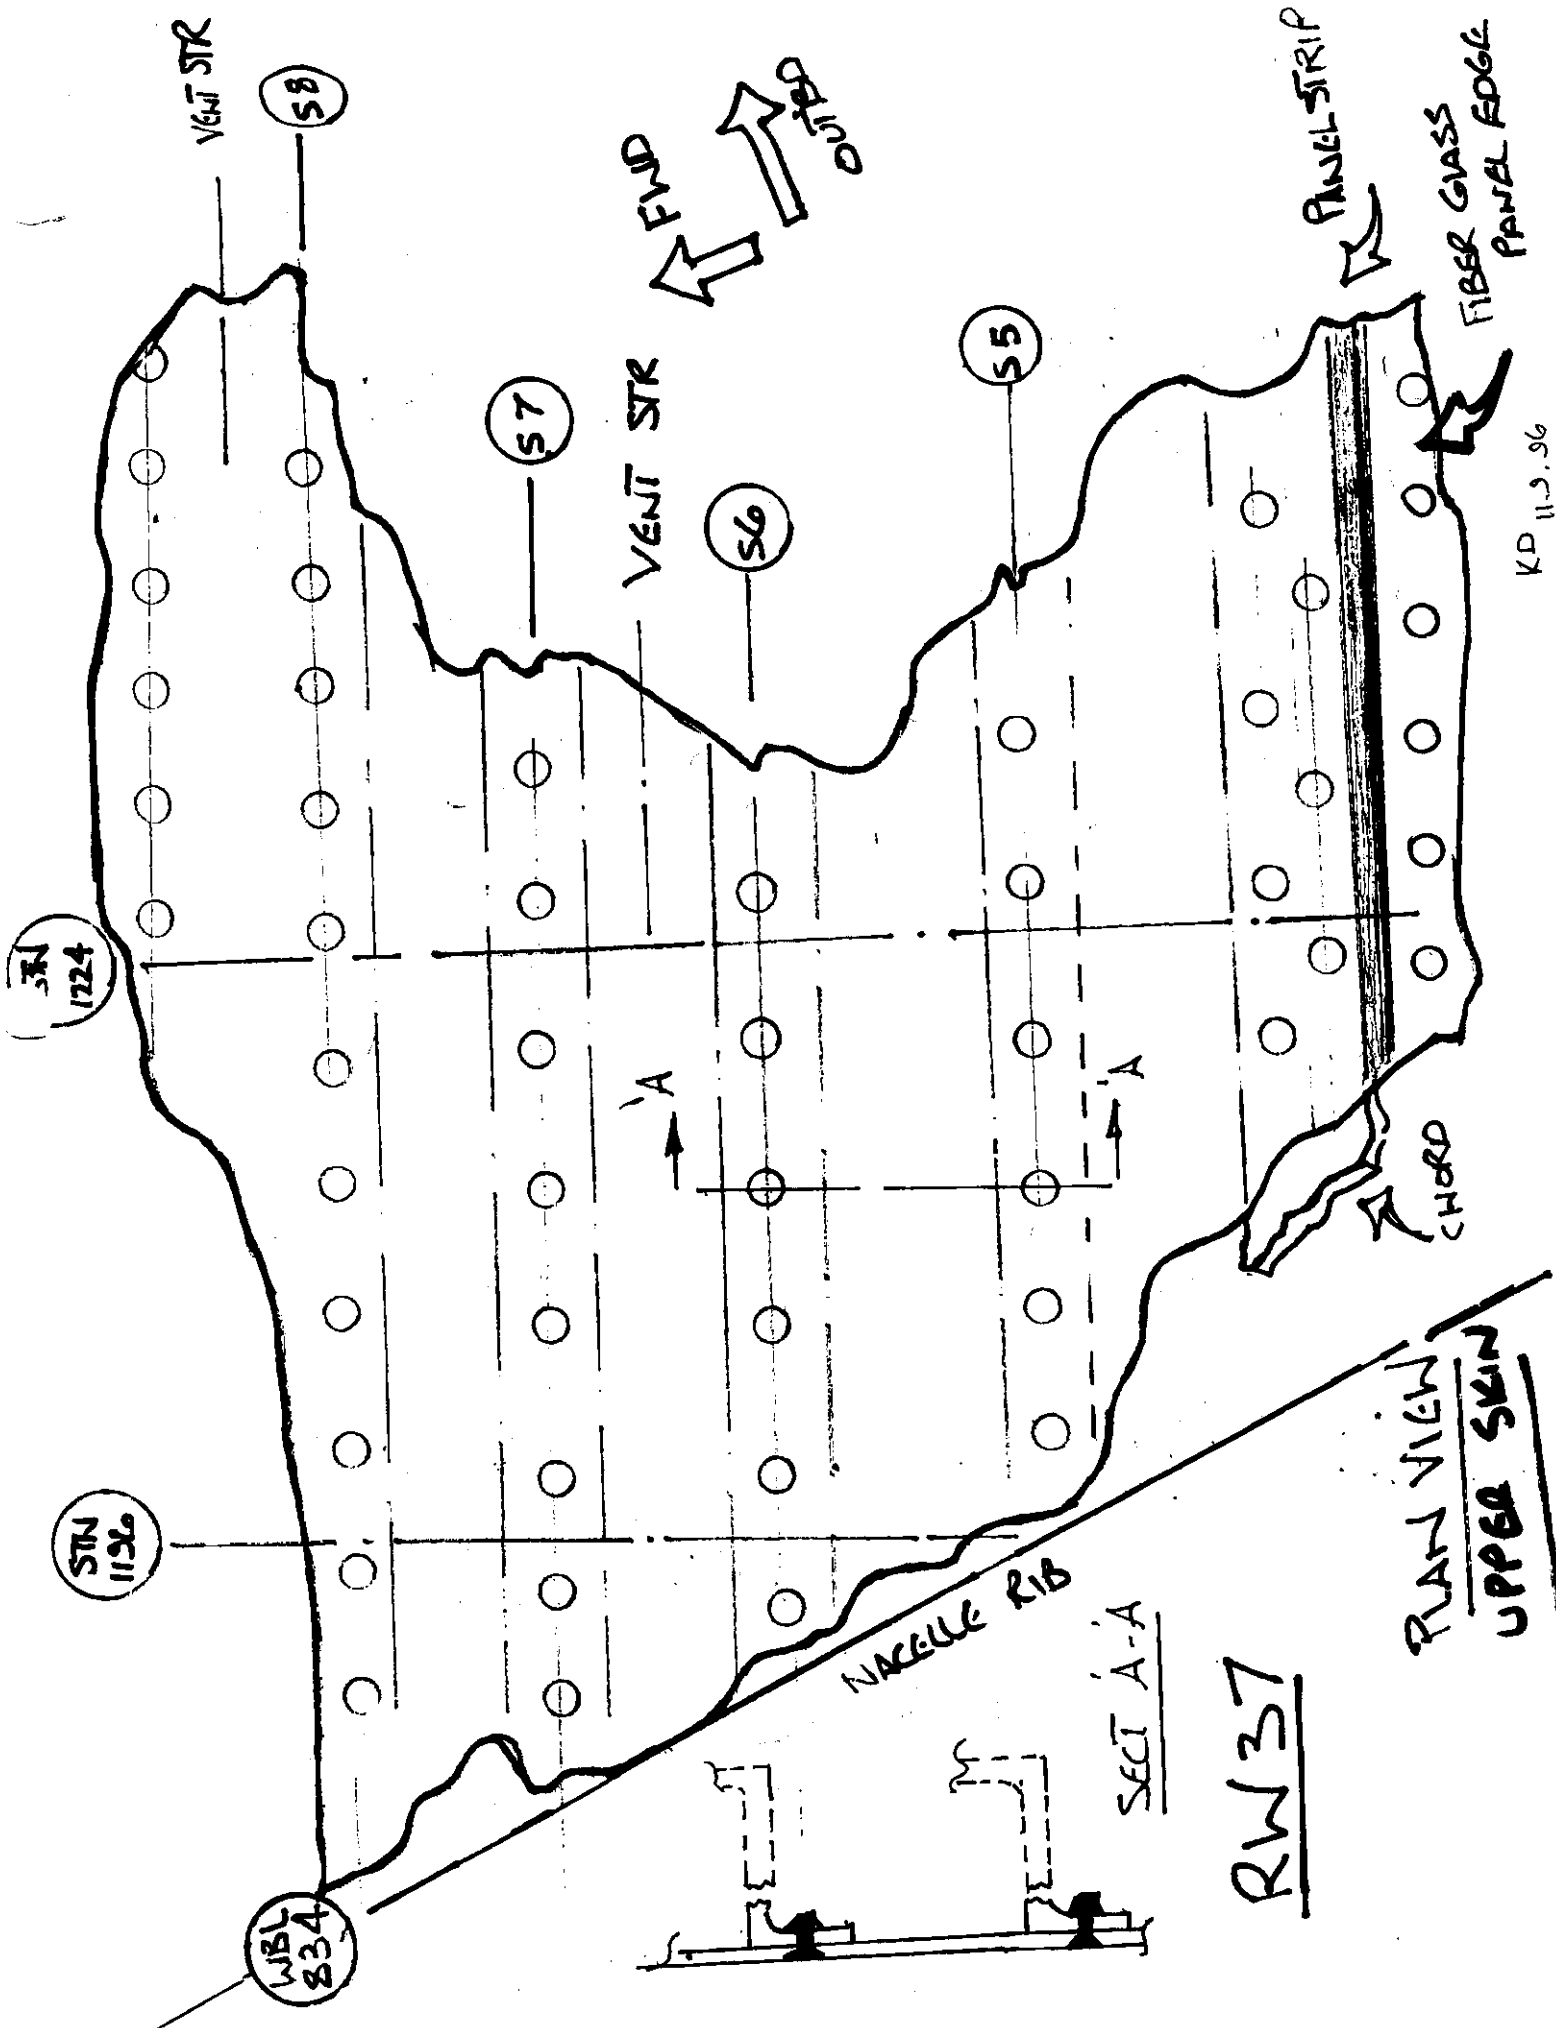 VENT STR
S8
FWD
OUTBD
S7
VENT STR
S6
S5
PANEL STRIP
FIBER GLASS
PANEL EDGE
KD 11.9.96
STN
1224
'A
'A
STN
1196
CHORD
WBL
834
NACELLE RIB
SECT 'A-'A
RW37
PLAN VIEW
UPPER SKIN